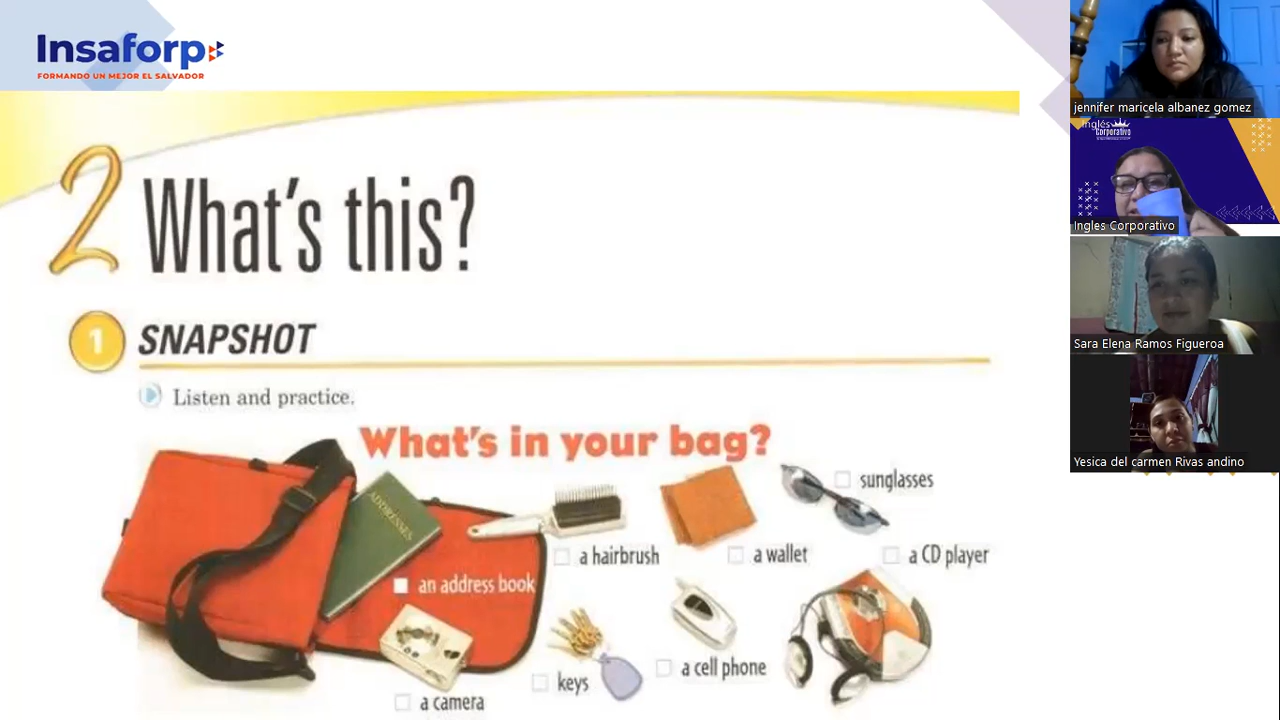 Insaforp
FORMANDO UN MEJOR EL SALVADOR
2 What's this?
1 SNAPSHOT
Listen and practice.
What's in your bag?
ADDRESSES
sunglasses
a hairbrush
a wallet
a CD player
an address book
a cell phone
keys
a camera
jennifer maricela albanez gomez
Inglés
Corporativo
Ingles Corporativo
Sara Elena Ramos Figueroa
Yesica del carmen Rivas andino